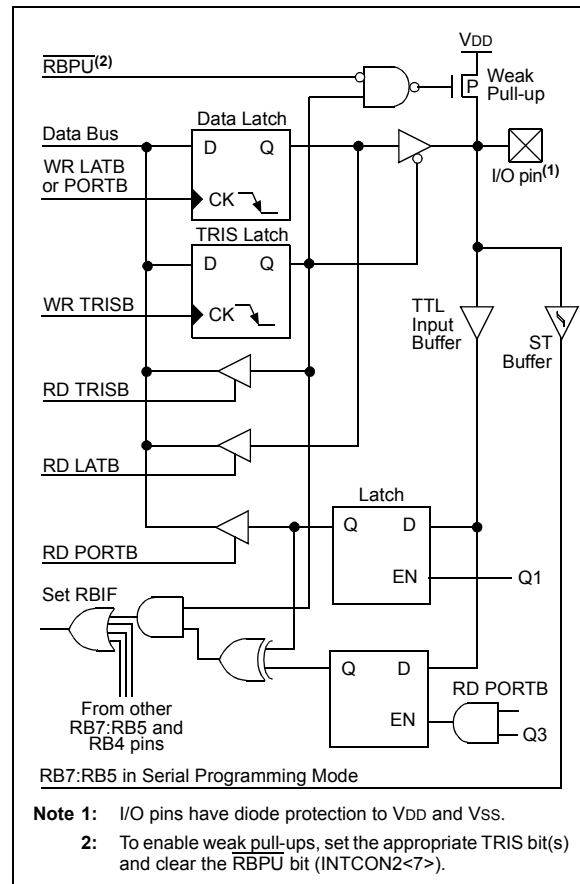 VDD
RBPU(2)
P
Weak
Pull-up
Data Bus
Data Latch
D Q
WR LATB
or PORTB
CK
I/O pin(1)
TRIS Latch
D Q
WR TRISB
CK
TTL
Input
Buffer
ST
Buffer
RD TRISB
RD LATB
Latch
Q D
RD PORTB
EN
Q1
Set RBIF
Q D
RD PORTB
EN
Q3
From other
RB7:RB5 and
RB4 pins
RB7:RB5 in Serial Programming Mode
Note 1: I/O pins have diode protection to VDD and VSS.
2: To enable weak pull-ups, set the appropriate TRIS bit(s)
and clear the RBPU bit (INTCON2<7>).